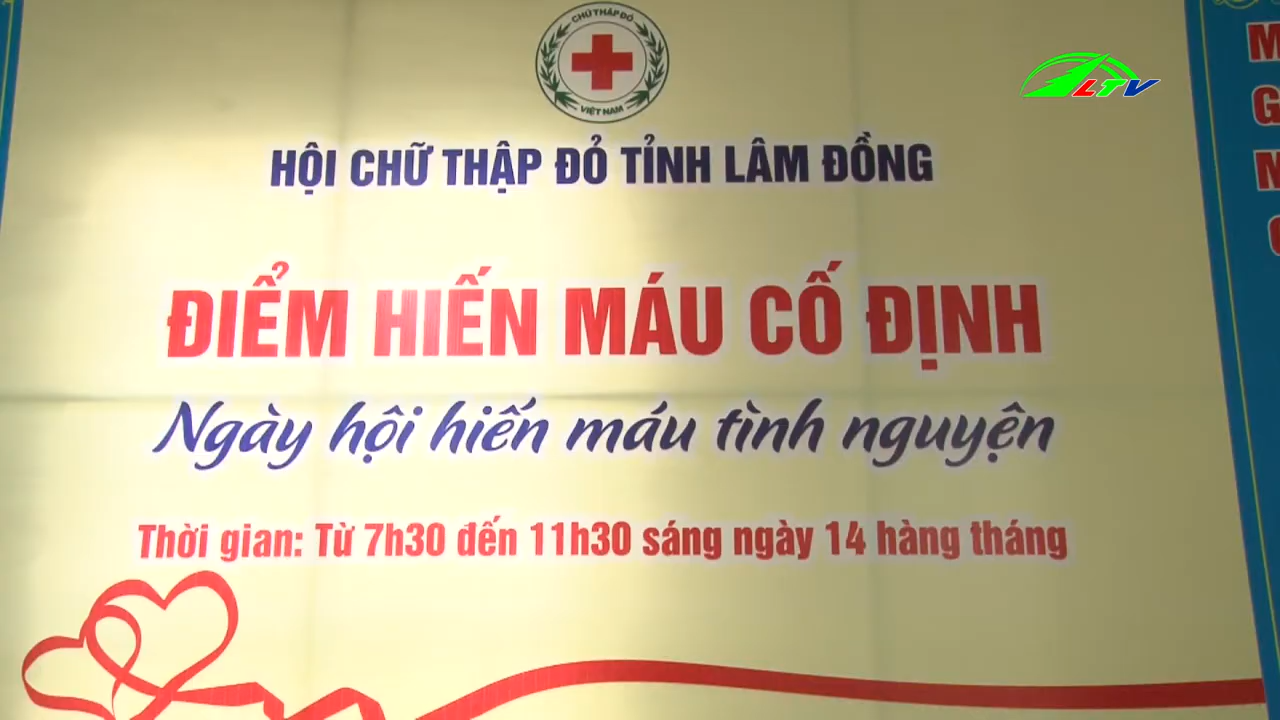 CHỮ THẬP ĐỎ
VIỆT NAM
LTV
HỘI CHỮ THẬP ĐỎ TỈNH LÂM ĐỒNG
ĐIỂM HIẾN MÁU CỐ ĐỊNH
Ngày hội hiến máu tình nguyện
Thời gian: Từ 7h30 đến 11h30 sáng ngày 14 hàng tháng